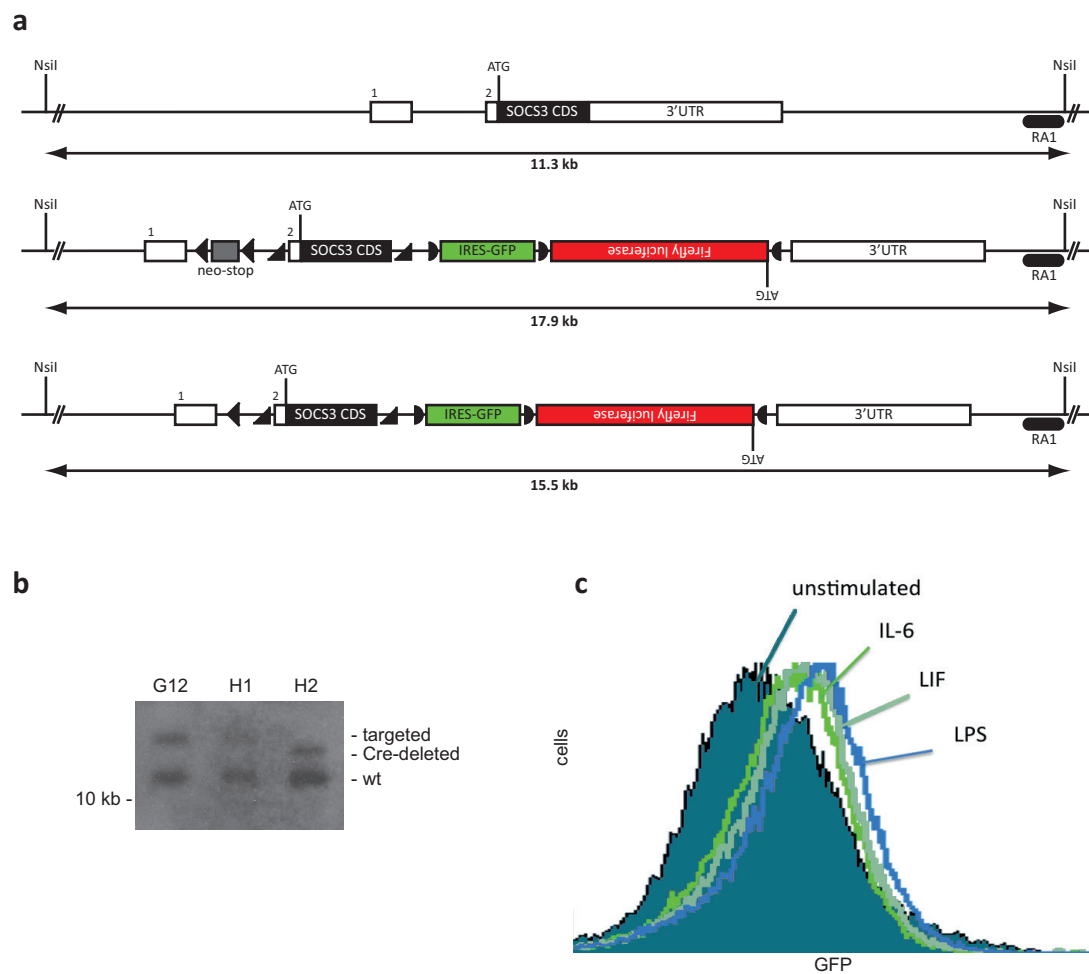 a
NsiI
ATG
NsiI
1
2
SOCS3 CDS
3'UTR
RA1
11.3 kb
NsiI
ATG
NsiI
1
2
SOCS3 CDS
IRES-GFP
Firefly luciferase
3'UTR
neo-stop
ATG
RA1
17.9 kb
NsiI
ATG
NsiI
1
2
SOCS3 CDS
IRES-GFP
Firefly luciferase
3'UTR
ATG
RA1
15.5 kb
b
G12 H1 H2
- targeted
- Cre-deleted
- wt
10 kb -
c
unstimulated
IL-6
LIF
LPS
cells
GFP